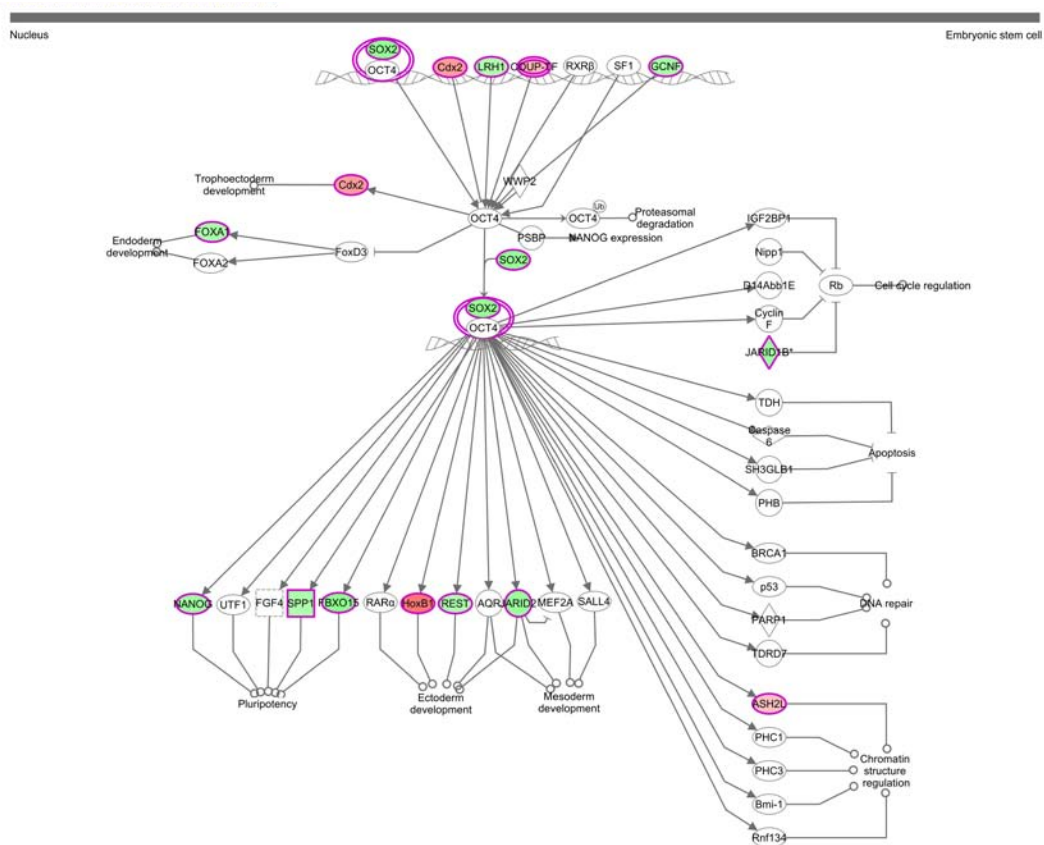 Nucleus
Embryonic stem cell
SOX2
OCT4
Cdx2
LRH1
COUP-TF
RXRβ
SF1
GCNF
WWP2
Trophoectoderm
development
Cdx2
OCT4
OCT4
Ub
Proteasomal
degradation
PSBP
NANOG expression
FOXA1
Endoderm
development
FOXA2
FoxD3
SOX2
SOX2
OCT4
IGF2BP1
Nipp1
D14Abb1E
Cyclin
F
JARID1B*
Rb
Cell cycle regulation
TDH
Caspase
6
SH3GLB1
PHB
Apoptosis
BRCA1
p53
PARP1
TDRD7
DNA repair
NANOG
UTF1
FGF4
SPP1
FBXO15
RARα
HoxB1
REST
AQR
JARID2
MEF2A
SALL4
Pluripotency
Ectoderm
development
Mesoderm
development
ASH2L
PHC1
PHC3
Bmi-1
Rnf134
Chromatin
structure
regulation